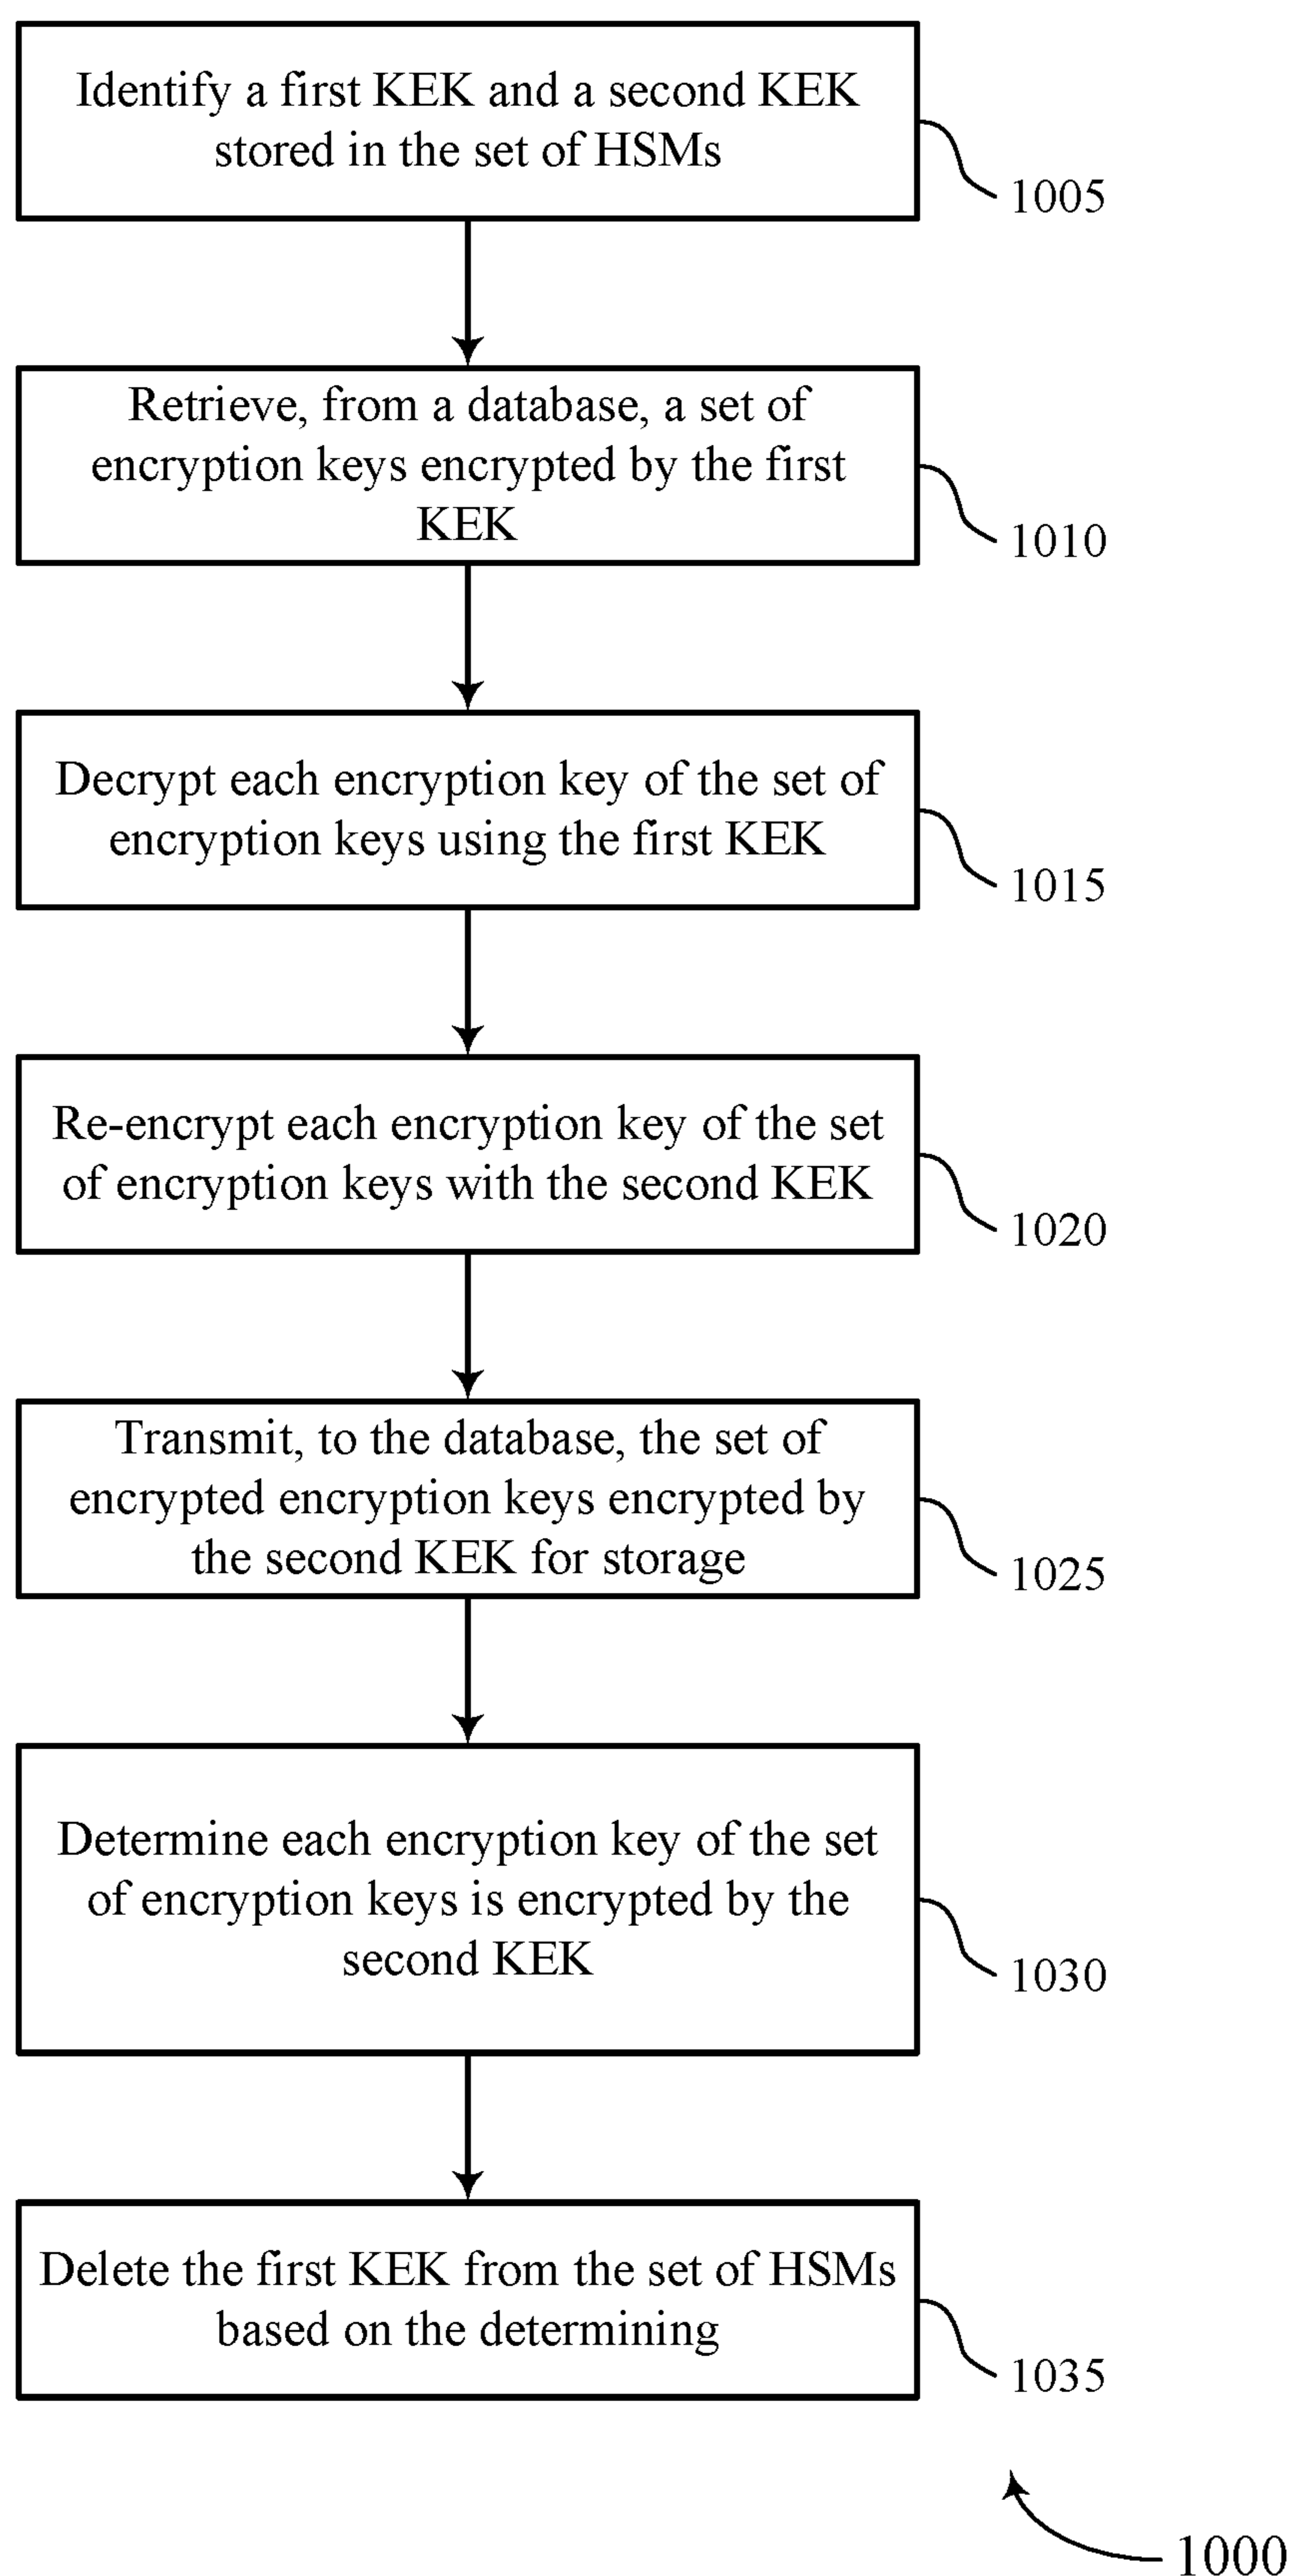 Identify a first KEK and a second KEK
stored in the set of HSMs
1005
Retrieve, from a database, a set of
encryption keys encrypted by the first
KEK
1010
Decrypt each encryption key of the set of
encryption keys using the first KEK
1015
Re-encrypt each encryption key of the set
of encryption keys with the second KEK
1020
Transmit, to the database, the set of
encrypted encryption keys encrypted by
the second KEK for storage
1025
Determine each encryption key of the set
of encryption keys is encrypted by the
second KEK
1030
Delete the first KEK from the set of HSMs
based on the determining
1035
1000